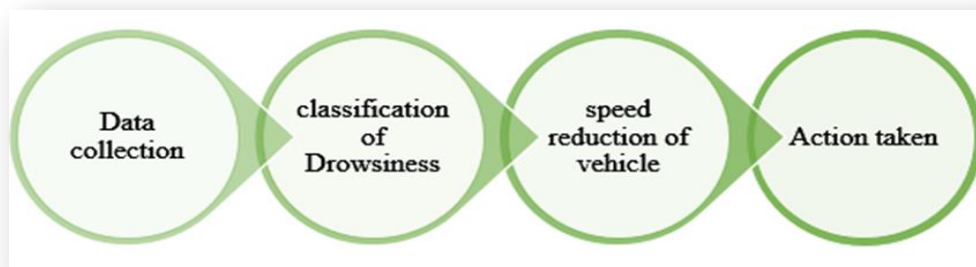 Data
collection
classification
of
Drowsiness
speed
reduction of
vehicle
Action taken